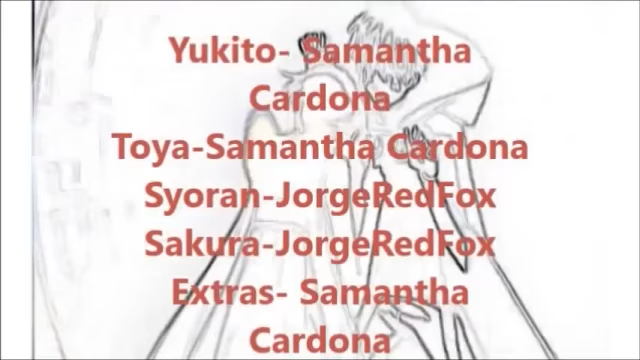 Yukito- Samantha
Cardona
Toya-Samantha Cardona
Syoran-JorgeRedFox
Sakura-JorgeRedFox
Extras- Samantha
Cardona